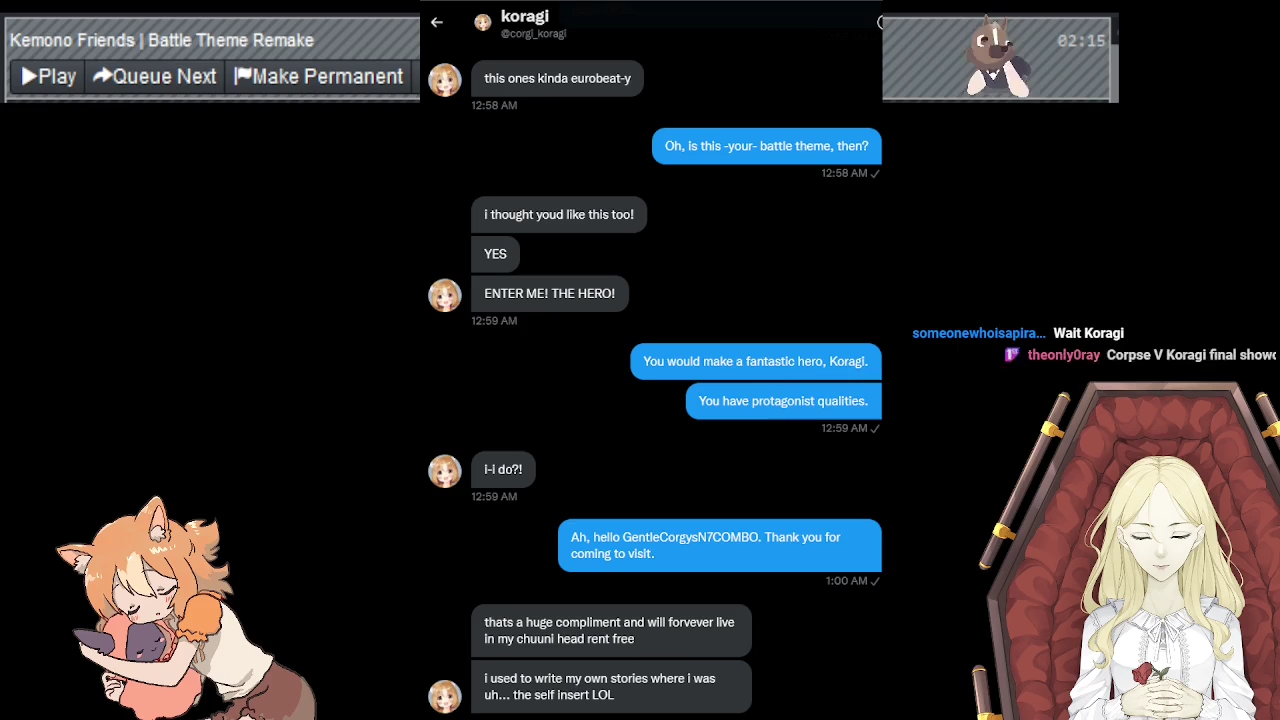 Kemono Friends | Battle Theme Remake
02:15
Play
Queue Next
Make Permanent
koragi
@corgi_koragi
this ones kinda eurobeat-y
12:58 AM
Oh, is this -your- battle theme, then?
12:58 AM
i thought youd like this too!
YES
ENTER ME! THE HERO!
12:59 AM
someonewhoisapira… Wait Koragi
theonly0ray Corpse V Koragi final showd
You would make a fantastic hero, Koragi.
You have protagonist qualities.
12:59 AM
i-i do?!
12:59 AM
Ah, hello GentleCorgysN7COMBO. Thank you for
coming to visit.
1:00 AM
thats a huge compliment and will forvever live
in my chuuni head rent free
i used to write my own stories where i was
uh... the self insert LOL